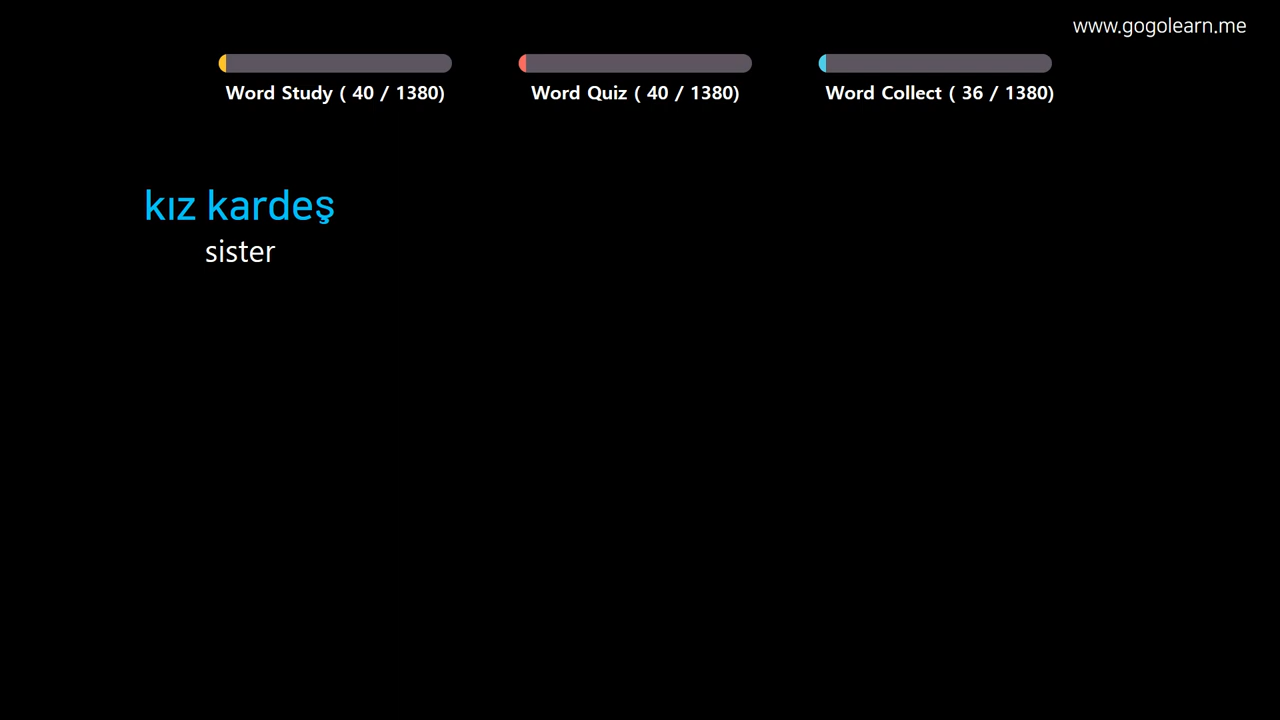 www.gogolearn.me
Word Study ( 40 / 1380)
Word Quiz ( 40 / 1380)
Word Collect ( 36 / 1380)
kız kardeş
sister